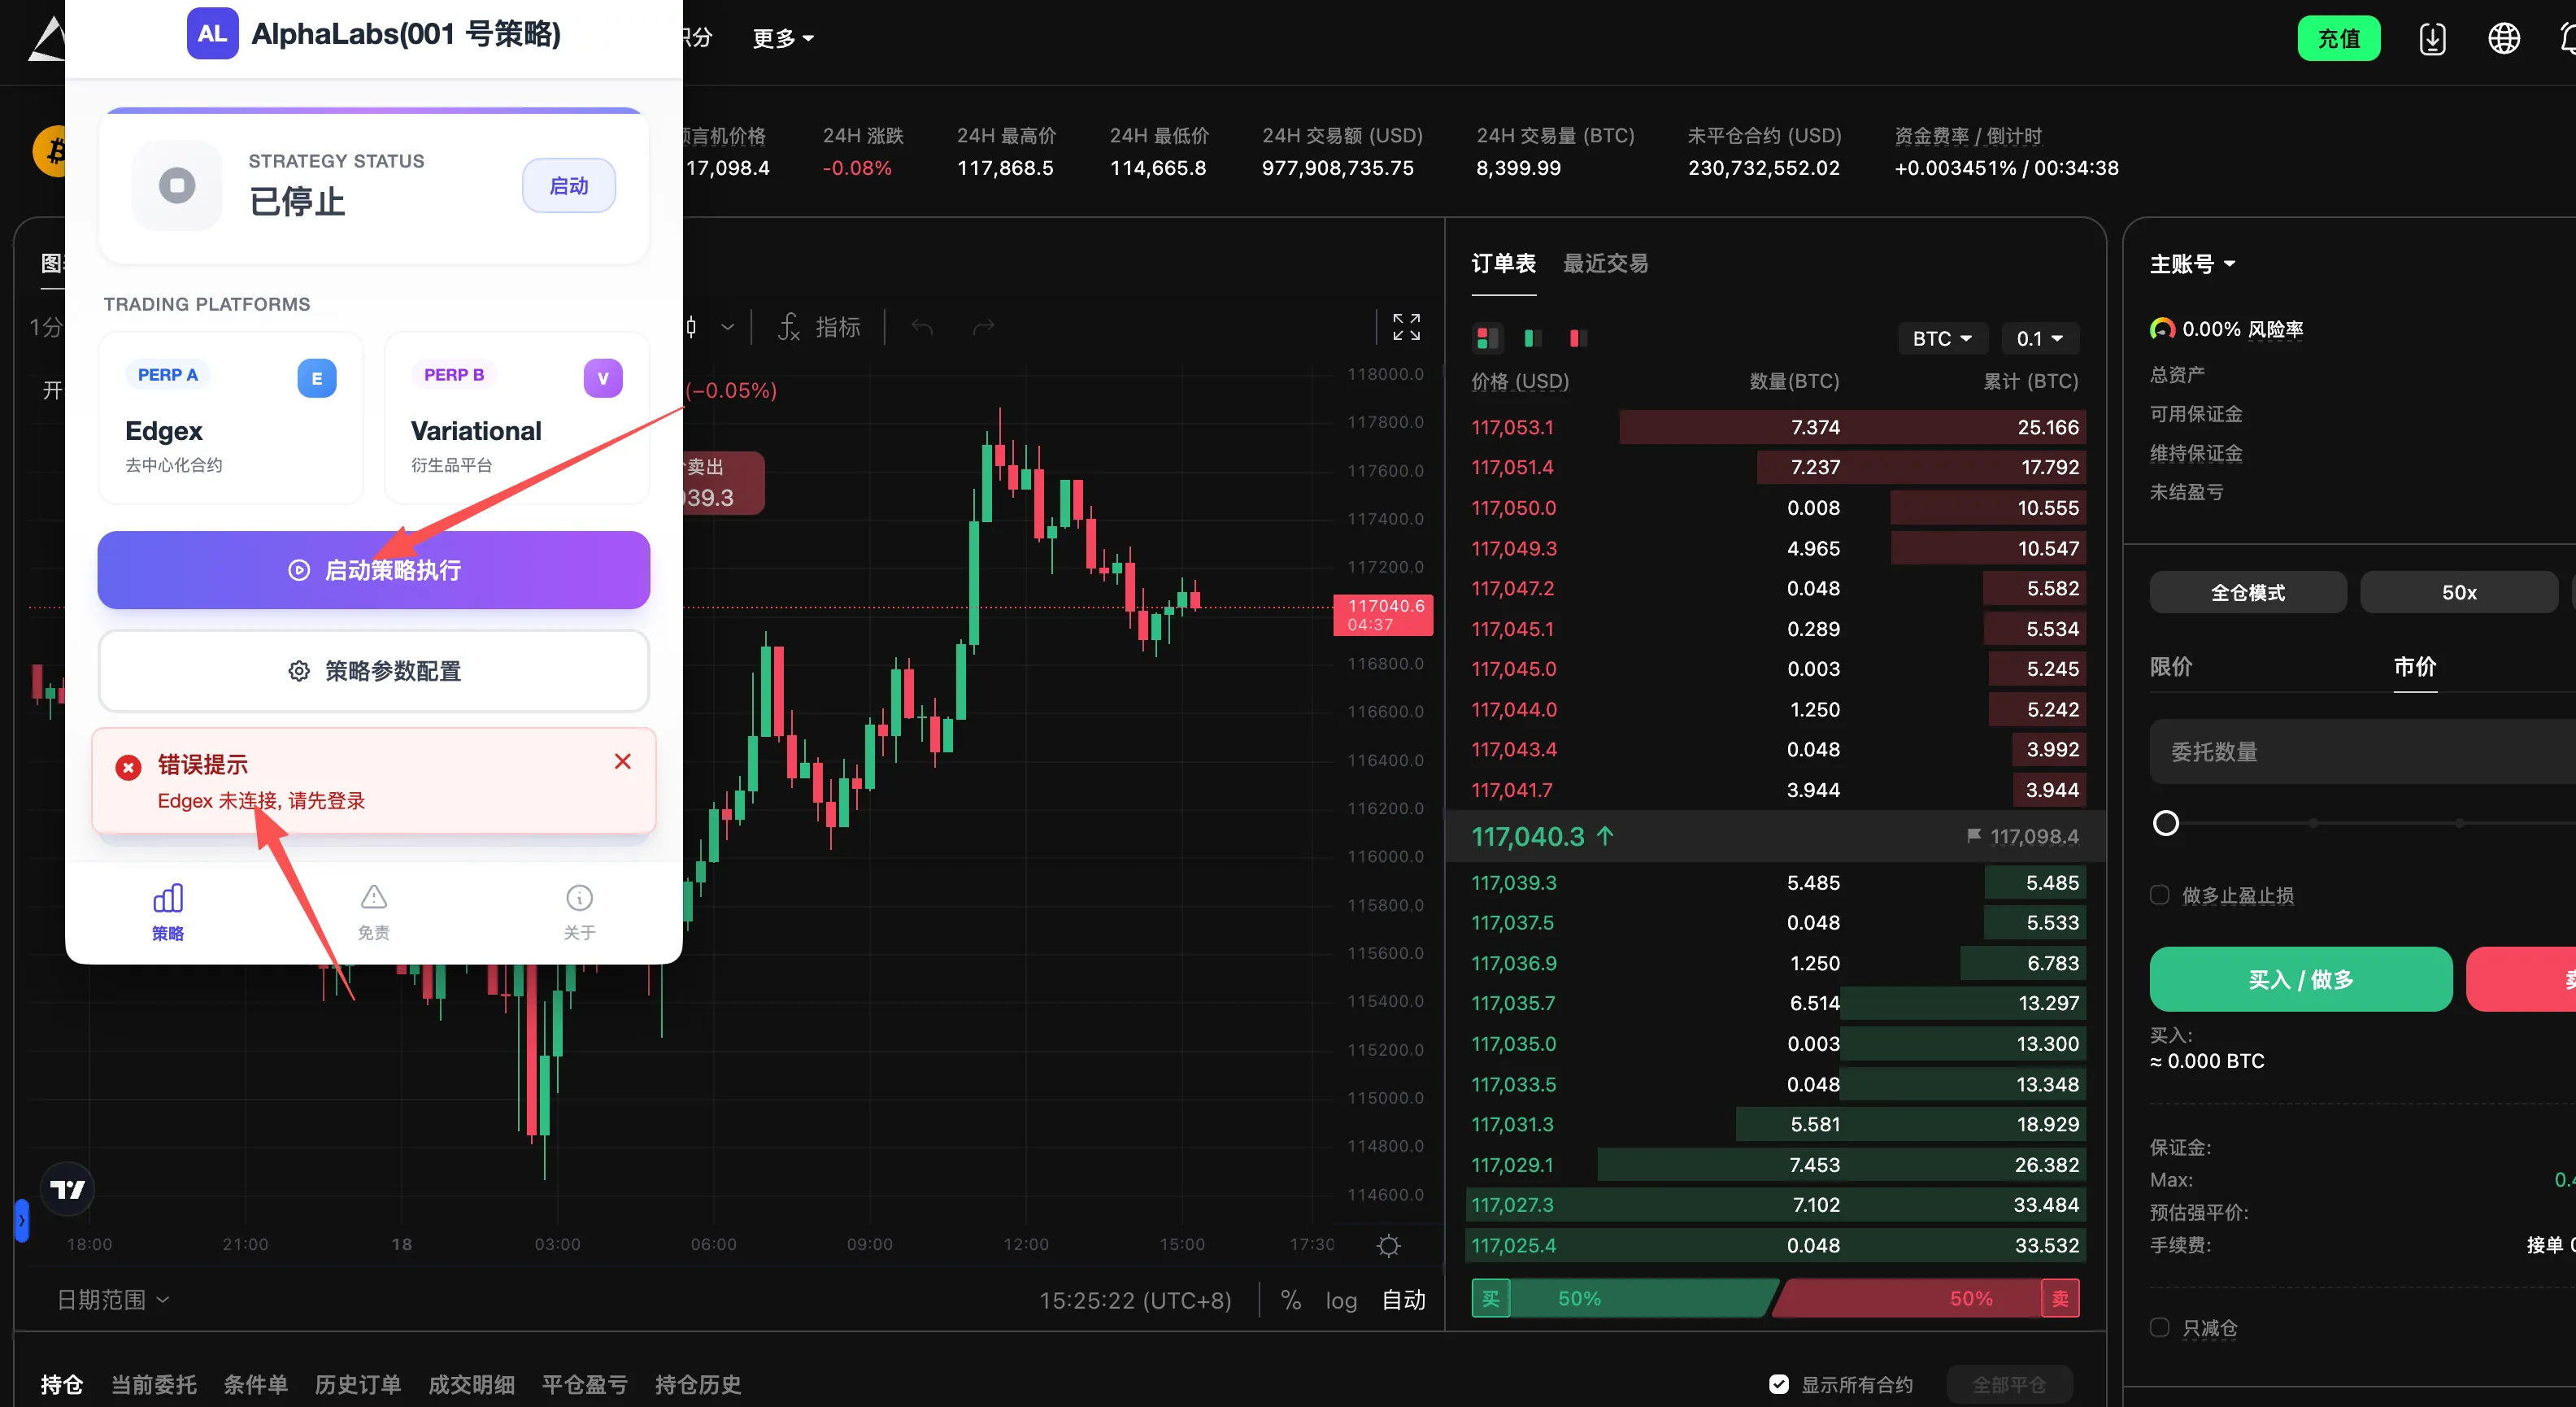 AL AlphaLabs(001 号策略)
积分 更多
充值
STRATEGY STATUS
已停止
启动
TRADING PLATFORMS
PERP A E
Edgex
去中心化合约
PERP B V
Variational
衍生品平台
启动策略执行
策略参数配置
错误提示
Edgex 未连接, 请先登录
策略 免责 关于
预言机价格 24H 涨跌 24H 最高价 24H 最低价 24H 交易额 (USD) 24H 交易量 (BTC) 未平仓合约 (USD) 资金费率 / 倒计时
17,098.4 -0.08% 117,868.5 114,665.8 977,908,735.75 8,399.99 230,732,552.02 +0.003451% / 00:34:38
1分
开
指标
(−0.05%)
卖出
39.3
118000.0
117800.0
117600.0
117400.0
117200.0
117040.6
04:37
116800.0
116600.0
116400.0
116200.0
116000.0
115800.0
115600.0
115400.0
115200.0
115000.0
114800.0
114600.0
18:00 21:00 18 03:00 06:00 09:00 12:00 15:00 17:30
日期范围
15:25:22 (UTC+8) % log 自动
订单表 最近交易
BTC 0.1
价格 (USD) 数量(BTC) 累计 (BTC)
117,053.1 7.374 25.166
117,051.4 7.237 17.792
117,050.0 0.008 10.555
117,049.3 4.965 10.547
117,047.2 0.048 5.582
117,045.1 0.289 5.534
117,045.0 0.003 5.245
117,044.0 1.250 5.242
117,043.4 0.048 3.992
117,041.7 3.944 3.944
117,040.3 ↑ 117,098.4
117,039.3 5.485 5.485
117,037.5 0.048 5.533
117,036.9 1.250 6.783
117,035.7 6.514 13.297
117,035.0 0.003 13.300
117,033.5 0.048 13.348
117,031.3 5.581 18.929
117,029.1 7.453 26.382
117,027.3 7.102 33.484
117,025.4 0.048 33.532
买 50% 50% 卖
主账号
0.00% 风险率
总资产
可用保证金
维持保证金
未结盈亏
全仓模式 50x
限价 市价
委托数量
做多止盈止损
买入 / 做多
买入:
≈ 0.000 BTC
保证金:
Max: 0.4
预估强平价:
手续费: 接单
只减仓
持仓 当前委托 条件单 历史订单 成交明细 平仓盈亏 持仓历史
显示所有合约 全部平仓